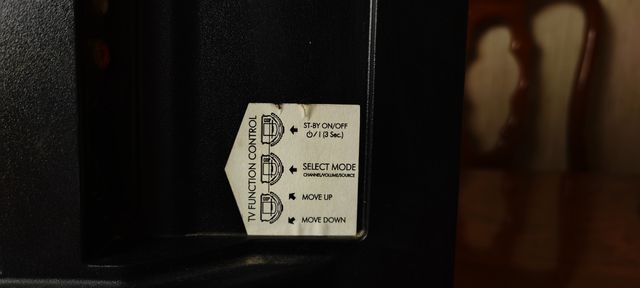 TV FUNCTION CONTROL
ST-BY ON/OFF
⏻/I (3 Sec.)
SELECT MODE
CHANNEL/VOLUME/SOURCE
MOVE UP
MOVE DOWN